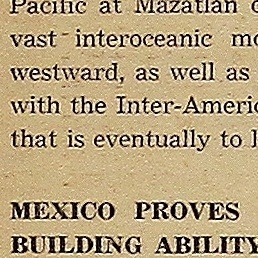 Pacific at Mazatlan
vast interoceanic
westward, as well as
with the Inter-Americ
that is eventually to
MEXICO PROVES
BUILDING ABILITY